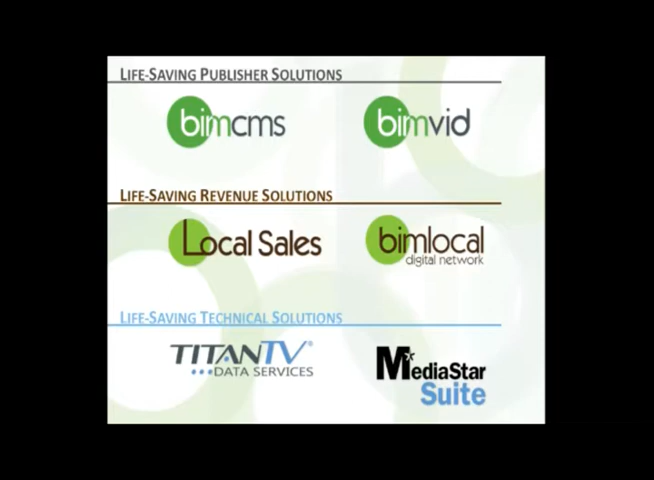 LIFE-SAVING PUBLISHER SOLUTIONS
bimcms
bimvid
LIFE-SAVING REVENUE SOLUTIONS
Local Sales
bimlocal
digital network
LIFE-SAVING TECHNICAL SOLUTIONS
TITANTV®
DATA SERVICES
MediaStar
Suite